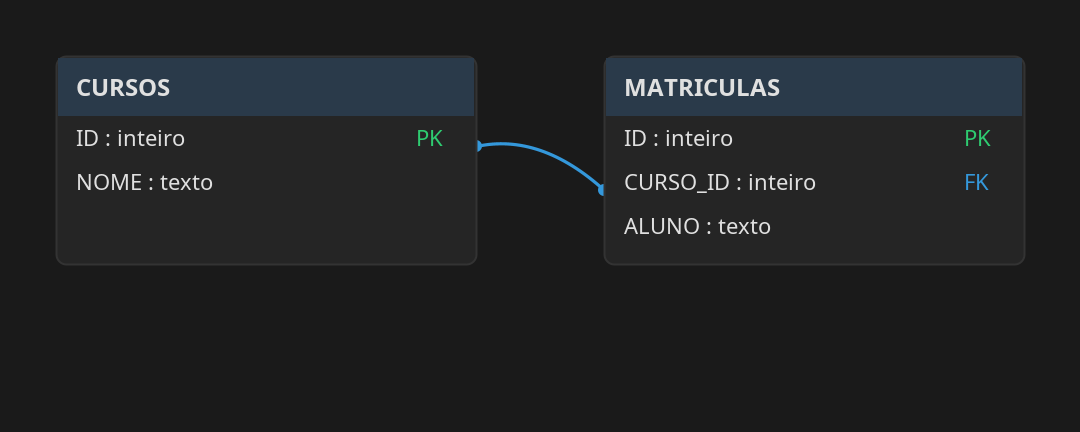 CURSOS
ID : inteiro PK
NOME : texto
MATRICULAS
ID : inteiro PK
CURSO_ID : inteiro FK
ALUNO : texto